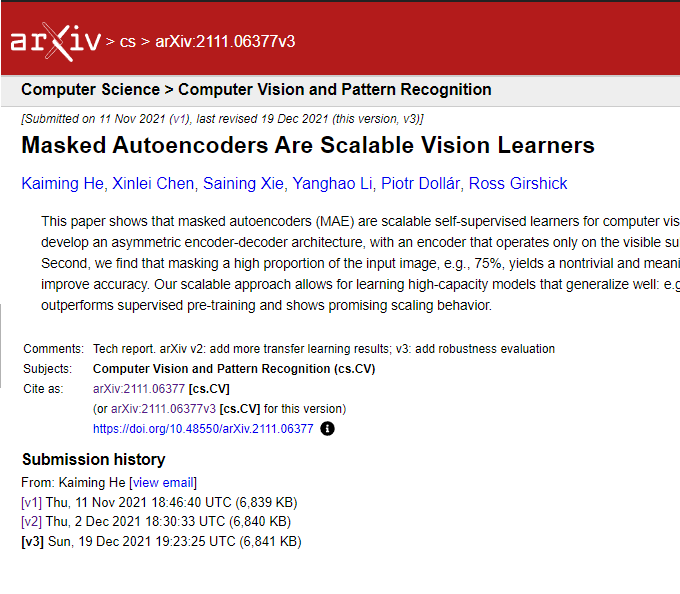 arXiv > cs > arXiv:2111.06377v3
Computer Science > Computer Vision and Pattern Recognition
[Submitted on 11 Nov 2021 (v1), last revised 19 Dec 2021 (this version, v3)]
Masked Autoencoders Are Scalable Vision Learners
Kaiming He, Xinlei Chen, Saining Xie, Yanghao Li, Piotr Dollár, Ross Girshick
This paper shows that masked autoencoders (MAE) are scalable self-supervised learners for computer vis
develop an asymmetric encoder-decoder architecture, with an encoder that operates only on the visible su
Second, we find that masking a high proportion of the input image, e.g., 75%, yields a nontrivial and meani
improve accuracy. Our scalable approach allows for learning high-capacity models that generalize well: e.g
outperforms supervised pre-training and shows promising scaling behavior.
Comments: Tech report. arXiv v2: add more transfer learning results; v3: add robustness evaluation
Subjects: Computer Vision and Pattern Recognition (cs.CV)
Cite as: arXiv:2111.06377 [cs.CV]
(or arXiv:2111.06377v3 [cs.CV] for this version)
https://doi.org/10.48550/arXiv.2111.06377
Submission history
From: Kaiming He [view email]
[v1] Thu, 11 Nov 2021 18:46:40 UTC (6,839 KB)
[v2] Thu, 2 Dec 2021 18:30:33 UTC (6,840 KB)
[v3] Sun, 19 Dec 2021 19:23:25 UTC (6,841 KB)